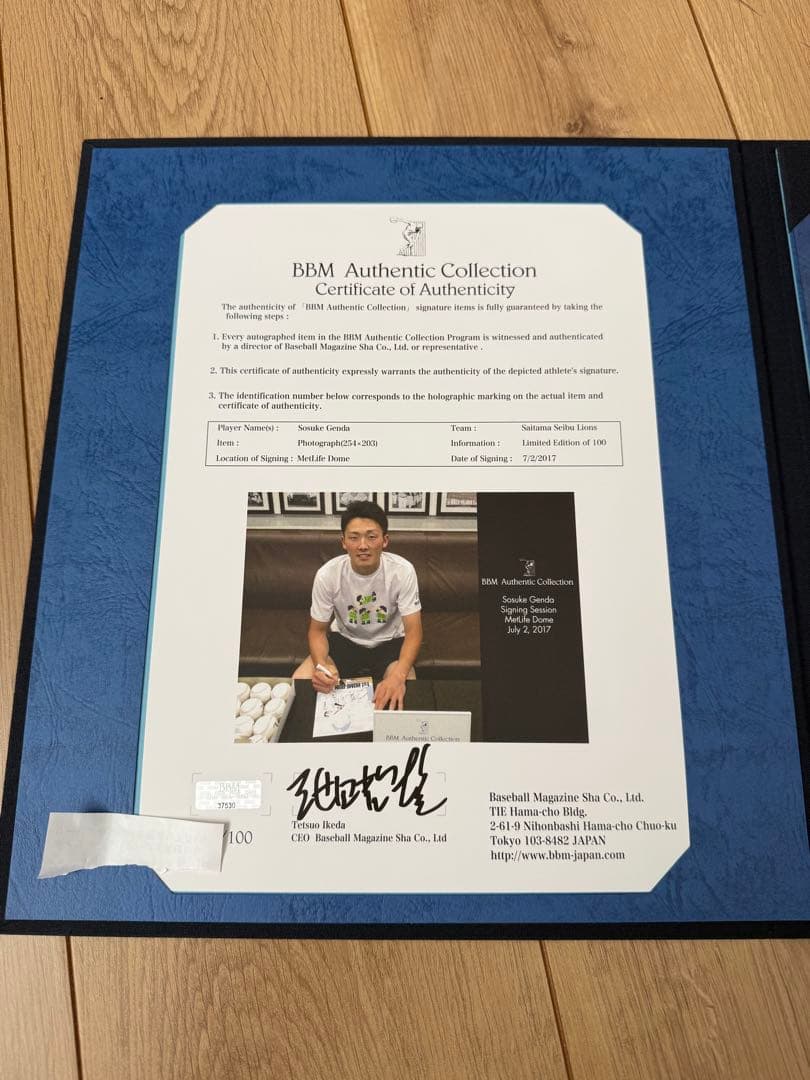 BBM Authentic Collection
Certificate of Authenticity
The authenticity of 「BBM Authentic Collection」 signature items is fully guaranteed by taking the
following steps :
1. Every autographed item in the BBM Authentic Collection Program is witnessed and authenticated
by a director of Baseball Magazine Sha Co., Ltd. or representative .
2. This certificate of authenticity expressly warrants the authenticity of the depicted athlete's signature.
3. The identification number below corresponds to the holographic marking on the actual item and
certificate of authenticity.
Player Name(s) : Sosuke Genda Team : Saitama Seibu Lions
Item : Photograph(254×203) Information : Limited Edition of 100
Location of Signing : MetLife Dome Date of Signing : 7/2/2017
BBM Authentic Collection
Sosuke Genda
Signing Session
MetLife Dome
July 2, 2017
BBM Authentic Collection
BBM
37530
/100
Tetsuo Ikeda
CEO Baseball Magazine Sha Co., Ltd
Baseball Magazine Sha Co., Ltd.
TIE Hama-cho Bldg.
2-61-9 Nihonbashi Hama-cho Chuo-ku
Tokyo 103-8482 JAPAN
http://www.bbm-japan.com